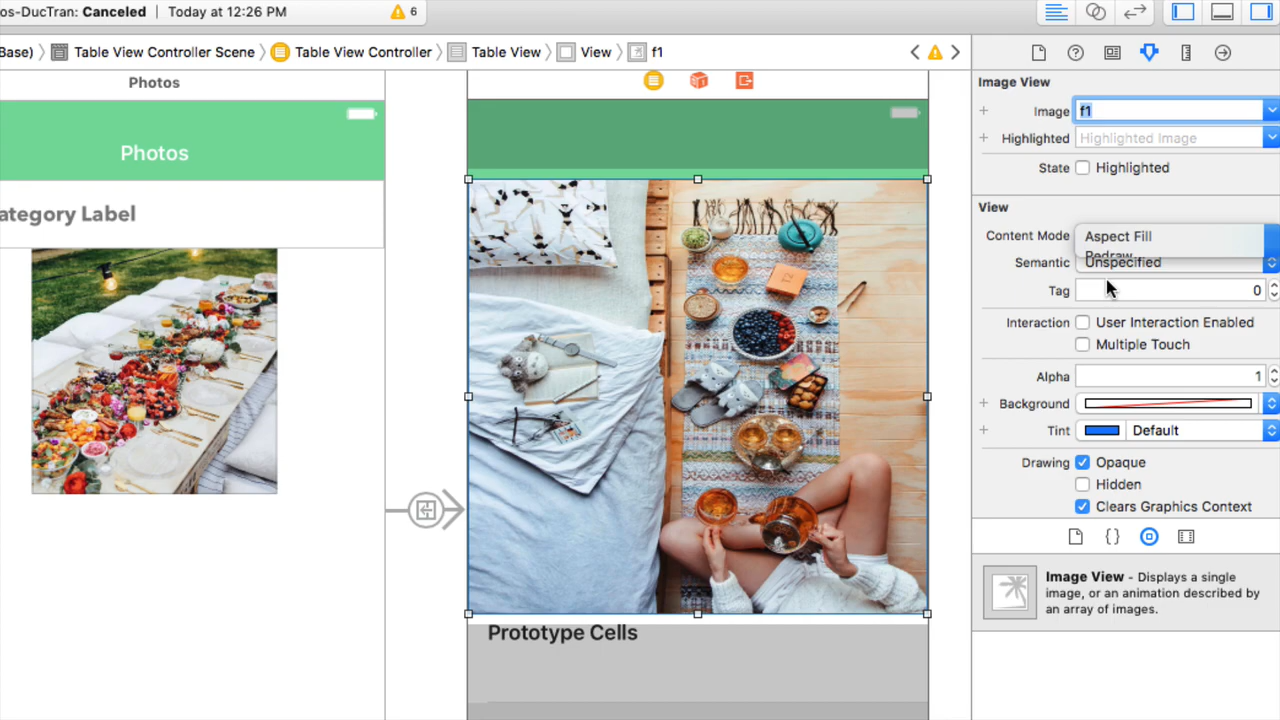 os-DucTran: Canceled | Today at 12:26 PM
6
Base) Table View Controller Scene Table View Controller Table View View f1
Photos
Photos
ategory Label
Prototype Cells
Image View
Image f1
Highlighted Highlighted Image
State Highlighted
View
Content Mode Aspect Fill
Redraw
Semantic Unspecified
Tag 0
Interaction User Interaction Enabled
Multiple Touch
Alpha 1
Background
Tint Default
Drawing Opaque
Hidden
Clears Graphics Context
Image View - Displays a single
image, or an animation described by
an array of images.